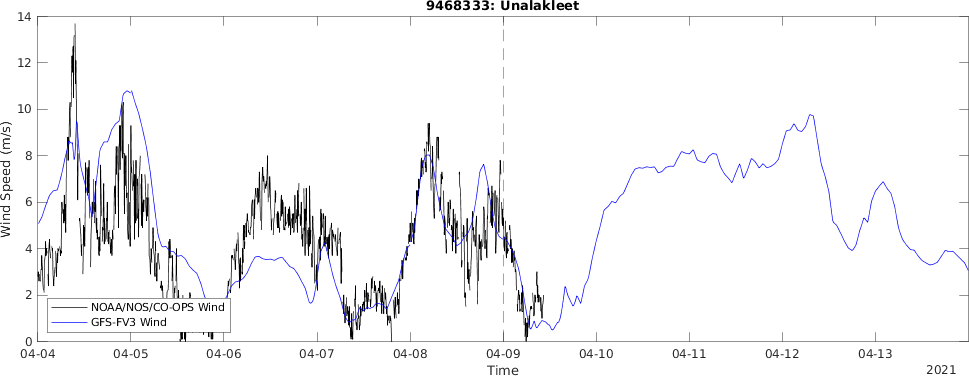 9468333: Unalakleet
Wind Speed (m/s)
14
12
10
8
6
4
2
0
NOAA/NOS/CO-OPS Wind
GFS-FV3 Wind
04-04 04-05 04-06 04-07 04-08 04-09 04-10 04-11 04-12 04-13
Time
2021